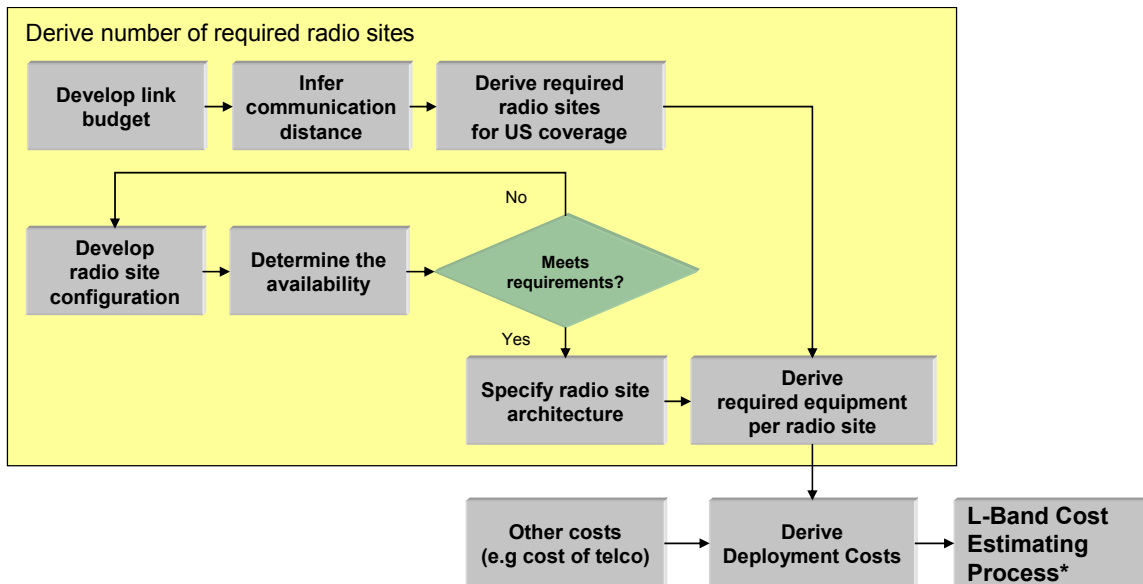 Derive number of required radio sites
Develop link
budget
Infer
communication
distance
Derive required
radio sites
for US coverage
No
Develop
radio site
configuration
Determine the
availability
Meets
requirements?
Yes
Specify radio site
architecture
Derive
required equipment
per radio site
Other costs
(e.g cost of telco)
Derive
Deployment Costs
L-Band Cost
Estimating
Process*